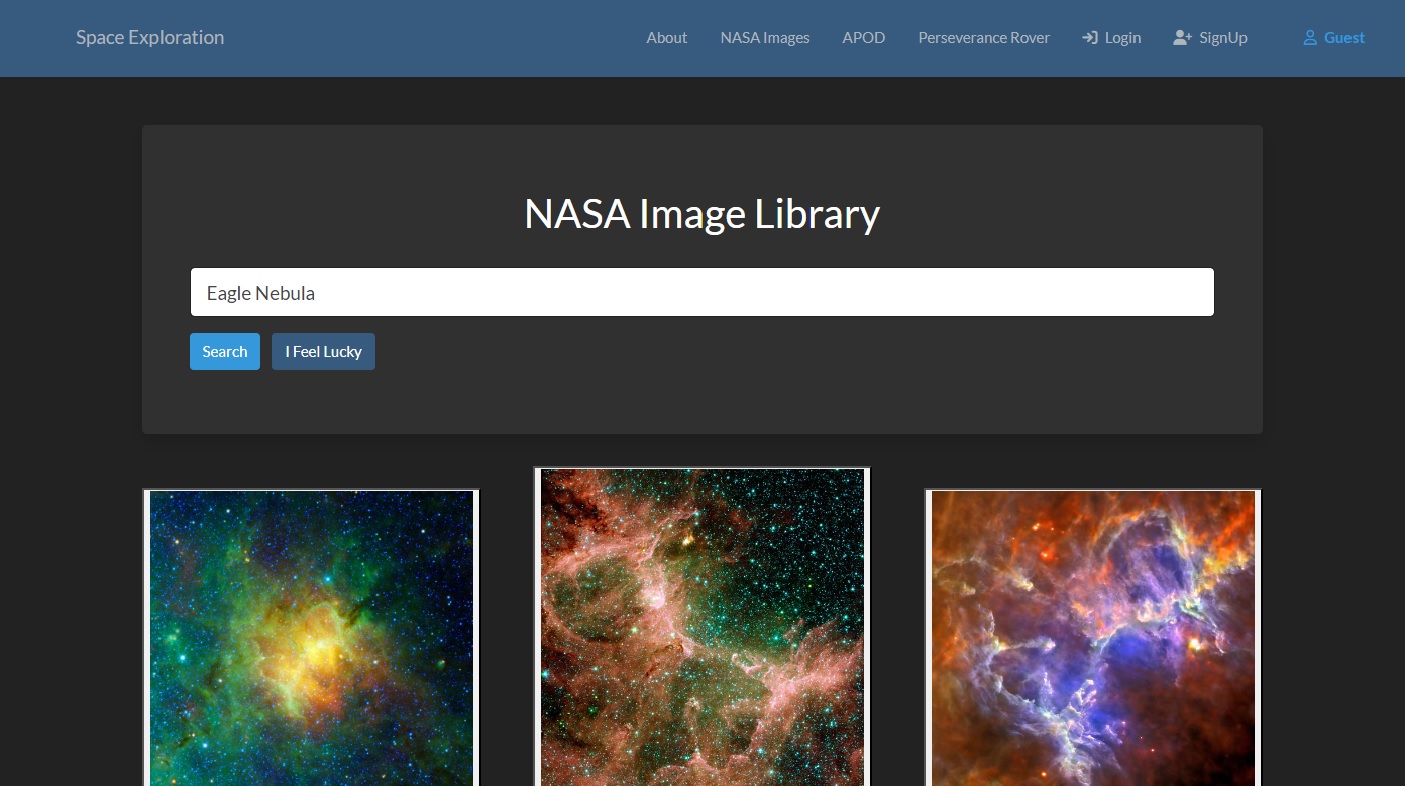 Space Exploration About NASA Images APOD Perseverance Rover Login SignUp Guest
NASA Image Library
Eagle Nebula
Search I Feel Lucky